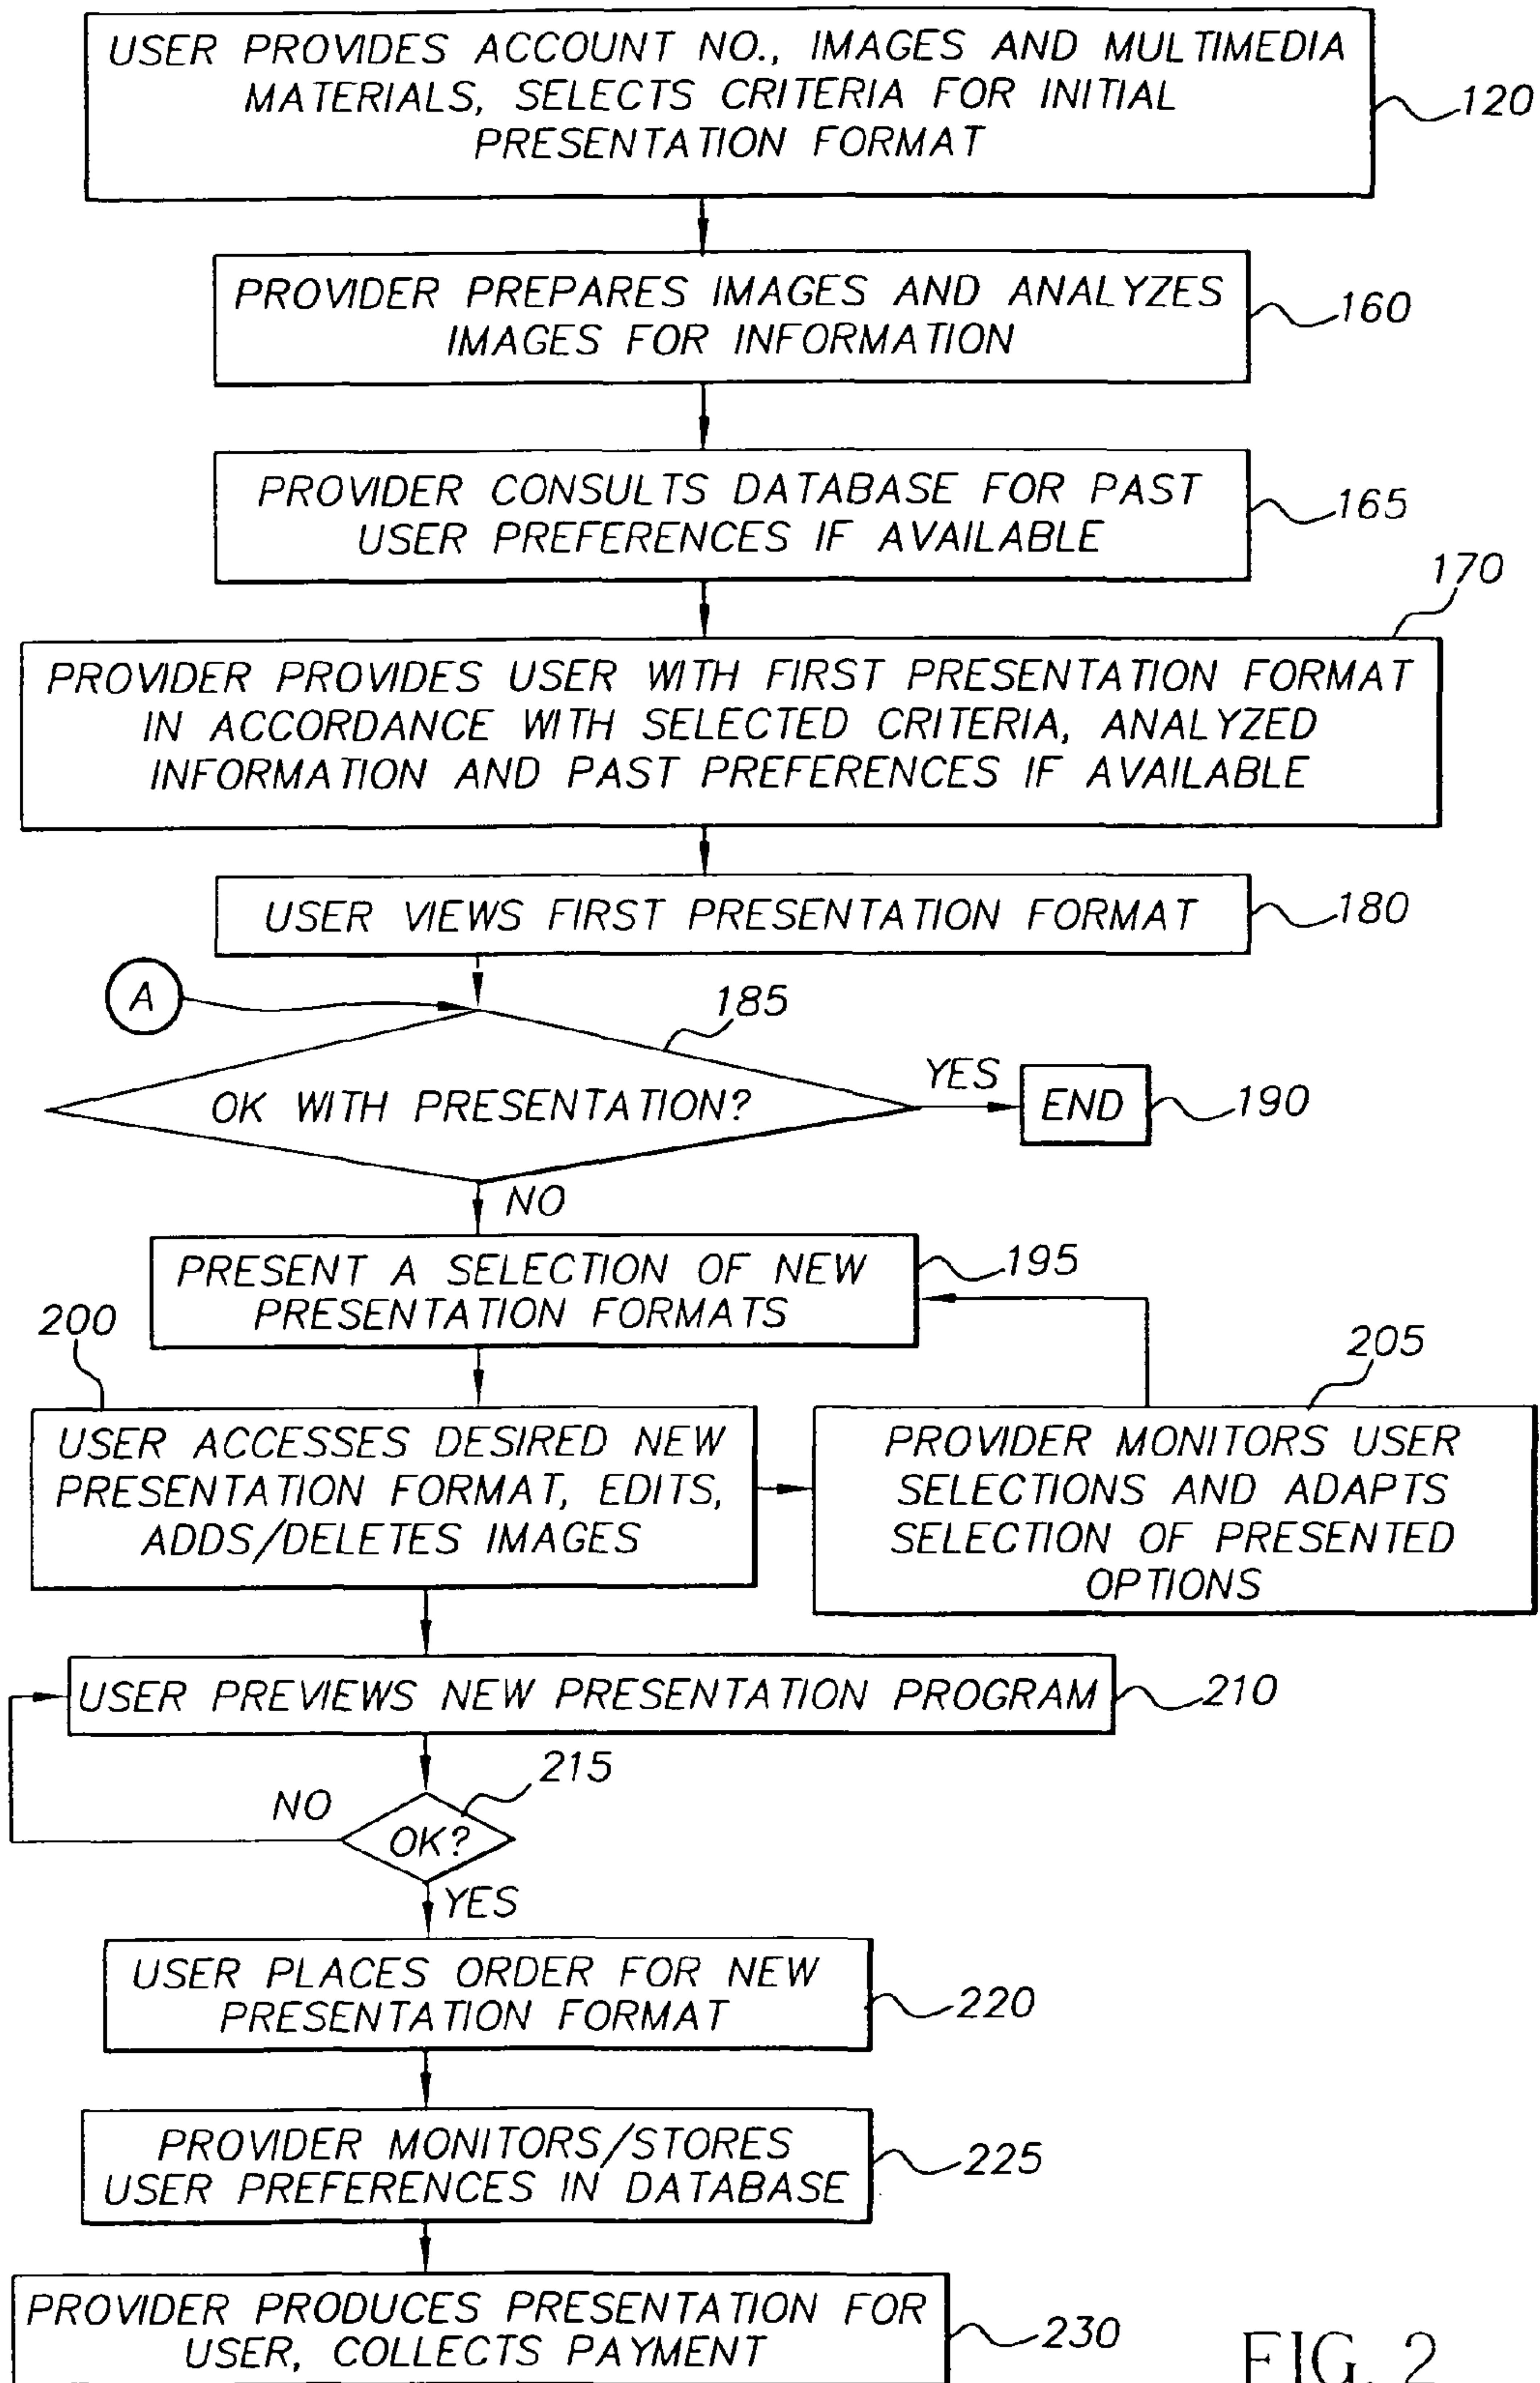 USER PROVIDES ACCOUNT NO., IMAGES AND MULTIMEDIA
MATERIALS, SELECTS CRITERIA FOR INITIAL
PRESENTATION FORMAT
120
PROVIDER PREPARES IMAGES AND ANALYZES
IMAGES FOR INFORMATION
160
PROVIDER CONSULTS DATABASE FOR PAST
USER PREFERENCES IF AVAILABLE
165
170
PROVIDER PROVIDES USER WITH FIRST PRESENTATION FORMAT
IN ACCORDANCE WITH SELECTED CRITERIA, ANALYZED
INFORMATION AND PAST PREFERENCES IF AVAILABLE
USER VIEWS FIRST PRESENTATION FORMAT
180
A
185
OK WITH PRESENTATION?
YES
END
190
NO
PRESENT A SELECTION OF NEW
PRESENTATION FORMATS
195
200
USER ACCESSES DESIRED NEW
PRESENTATION FORMAT, EDITS,
ADDS/DELETES IMAGES
205
PROVIDER MONITORS USER
SELECTIONS AND ADAPTS
SELECTION OF PRESENTED
OPTIONS
USER PREVIEWS NEW PRESENTATION PROGRAM
210
215
NO
OK?
YES
USER PLACES ORDER FOR NEW
PRESENTATION FORMAT
220
PROVIDER MONITORS/STORES
USER PREFERENCES IN DATABASE
225
PROVIDER PRODUCES PRESENTATION FOR
USER, COLLECTS PAYMENT
230
FIG. 2